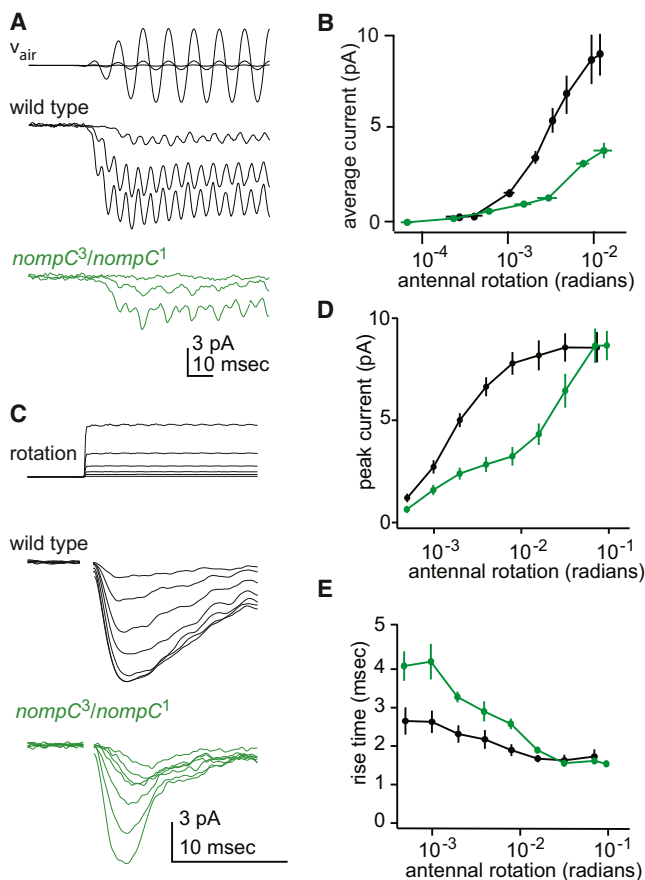 A
v_air
wild type
nompC³/nompC¹
3 pA
10 msec
B
average current (pA)
10
5
0
10⁻⁴
10⁻³
10⁻²
antennal rotation (radians)
C
rotation
wild type
nompC³/nompC¹
3 pA
10 msec
D
peak current (pA)
10
5
0
10⁻³
10⁻²
10⁻¹
antennal rotation (radians)
E
rise time (msec)
5
4
3
2
1
0
10⁻³
10⁻²
10⁻¹
antennal rotation (radians)